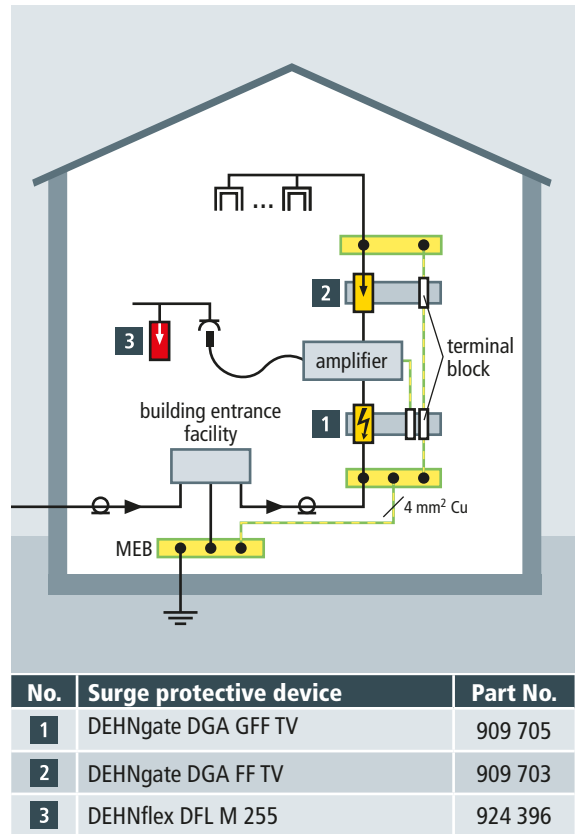 ...
2
3
amplifier
terminal
block
building entrance
facility
1
4 mm² Cu
MEB
No. Surge protective device Part No.
1 DEHNgate DGA GFF TV 909 705
2 DEHNgate DGA FF TV 909 703
3 DEHNflex DFL M 255 924 396